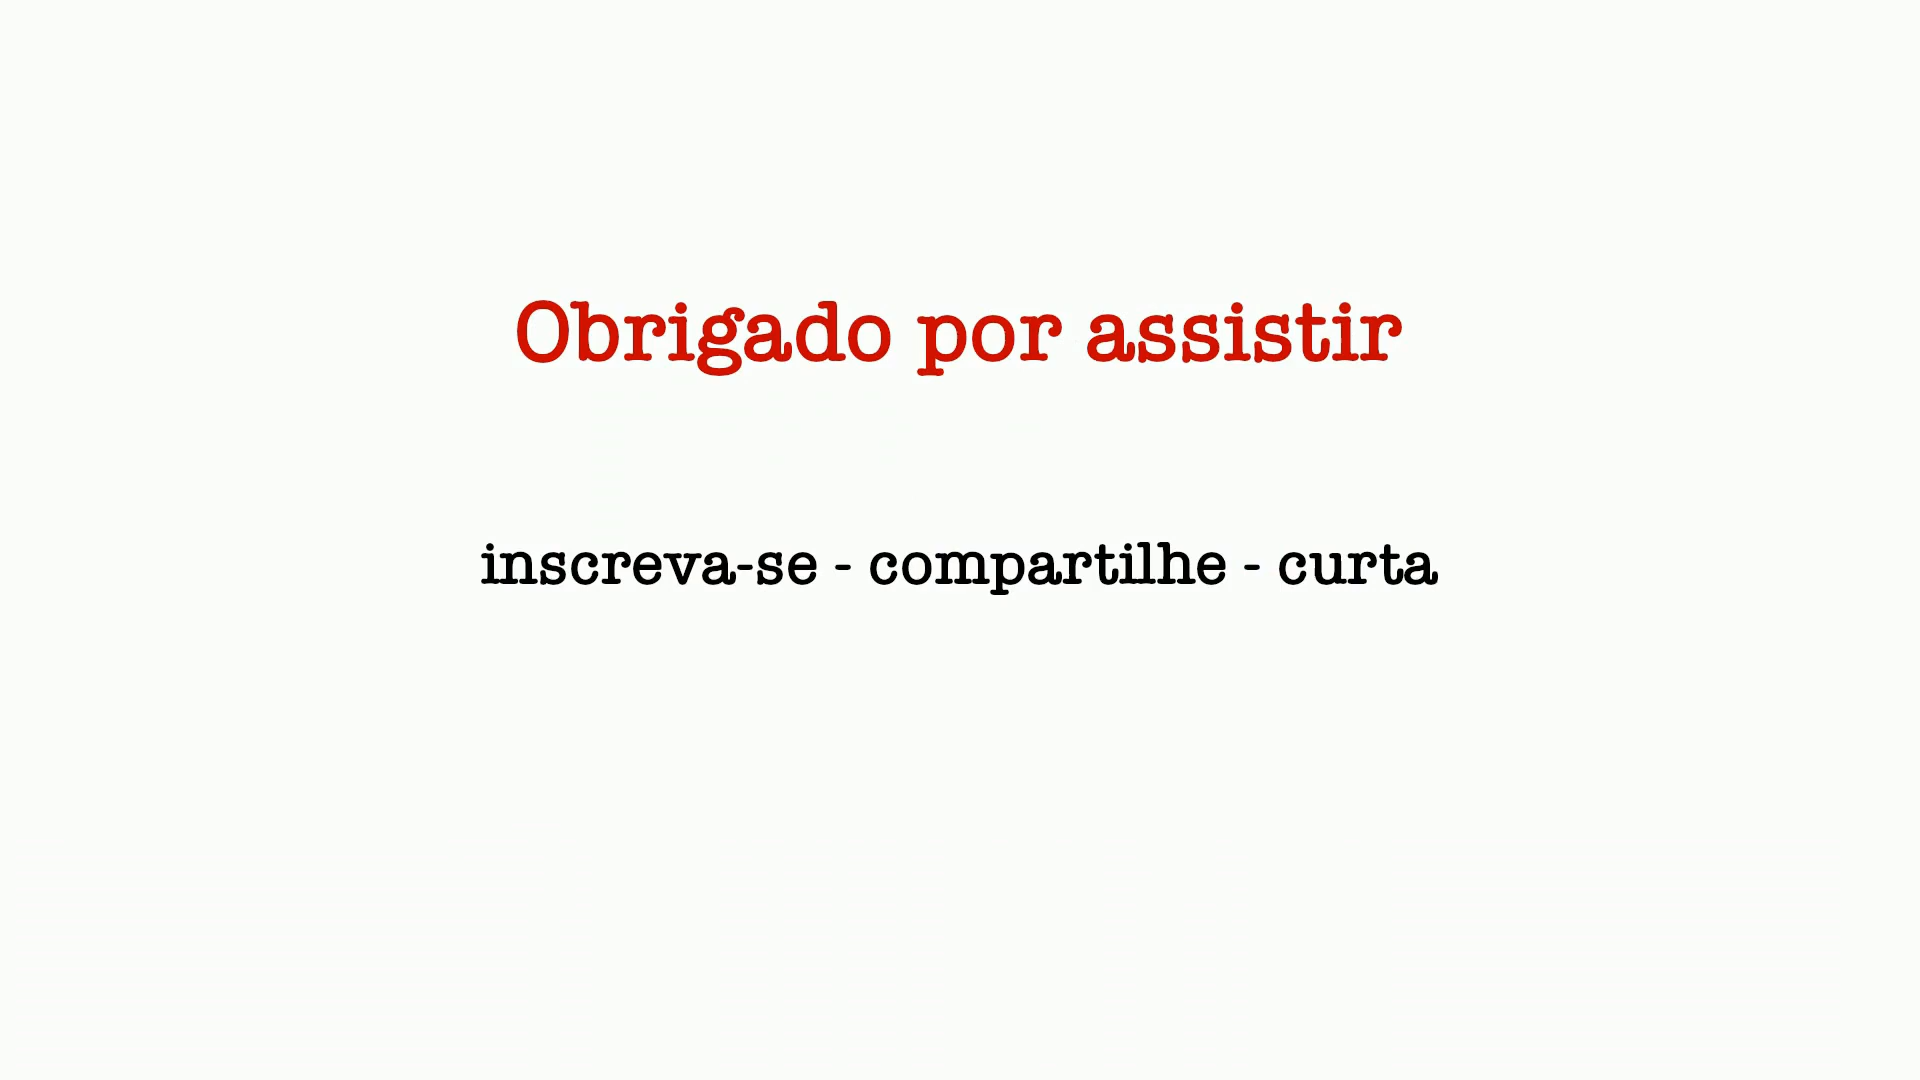 Obrigado por assistir
inscreva-se - compartilhe - curta